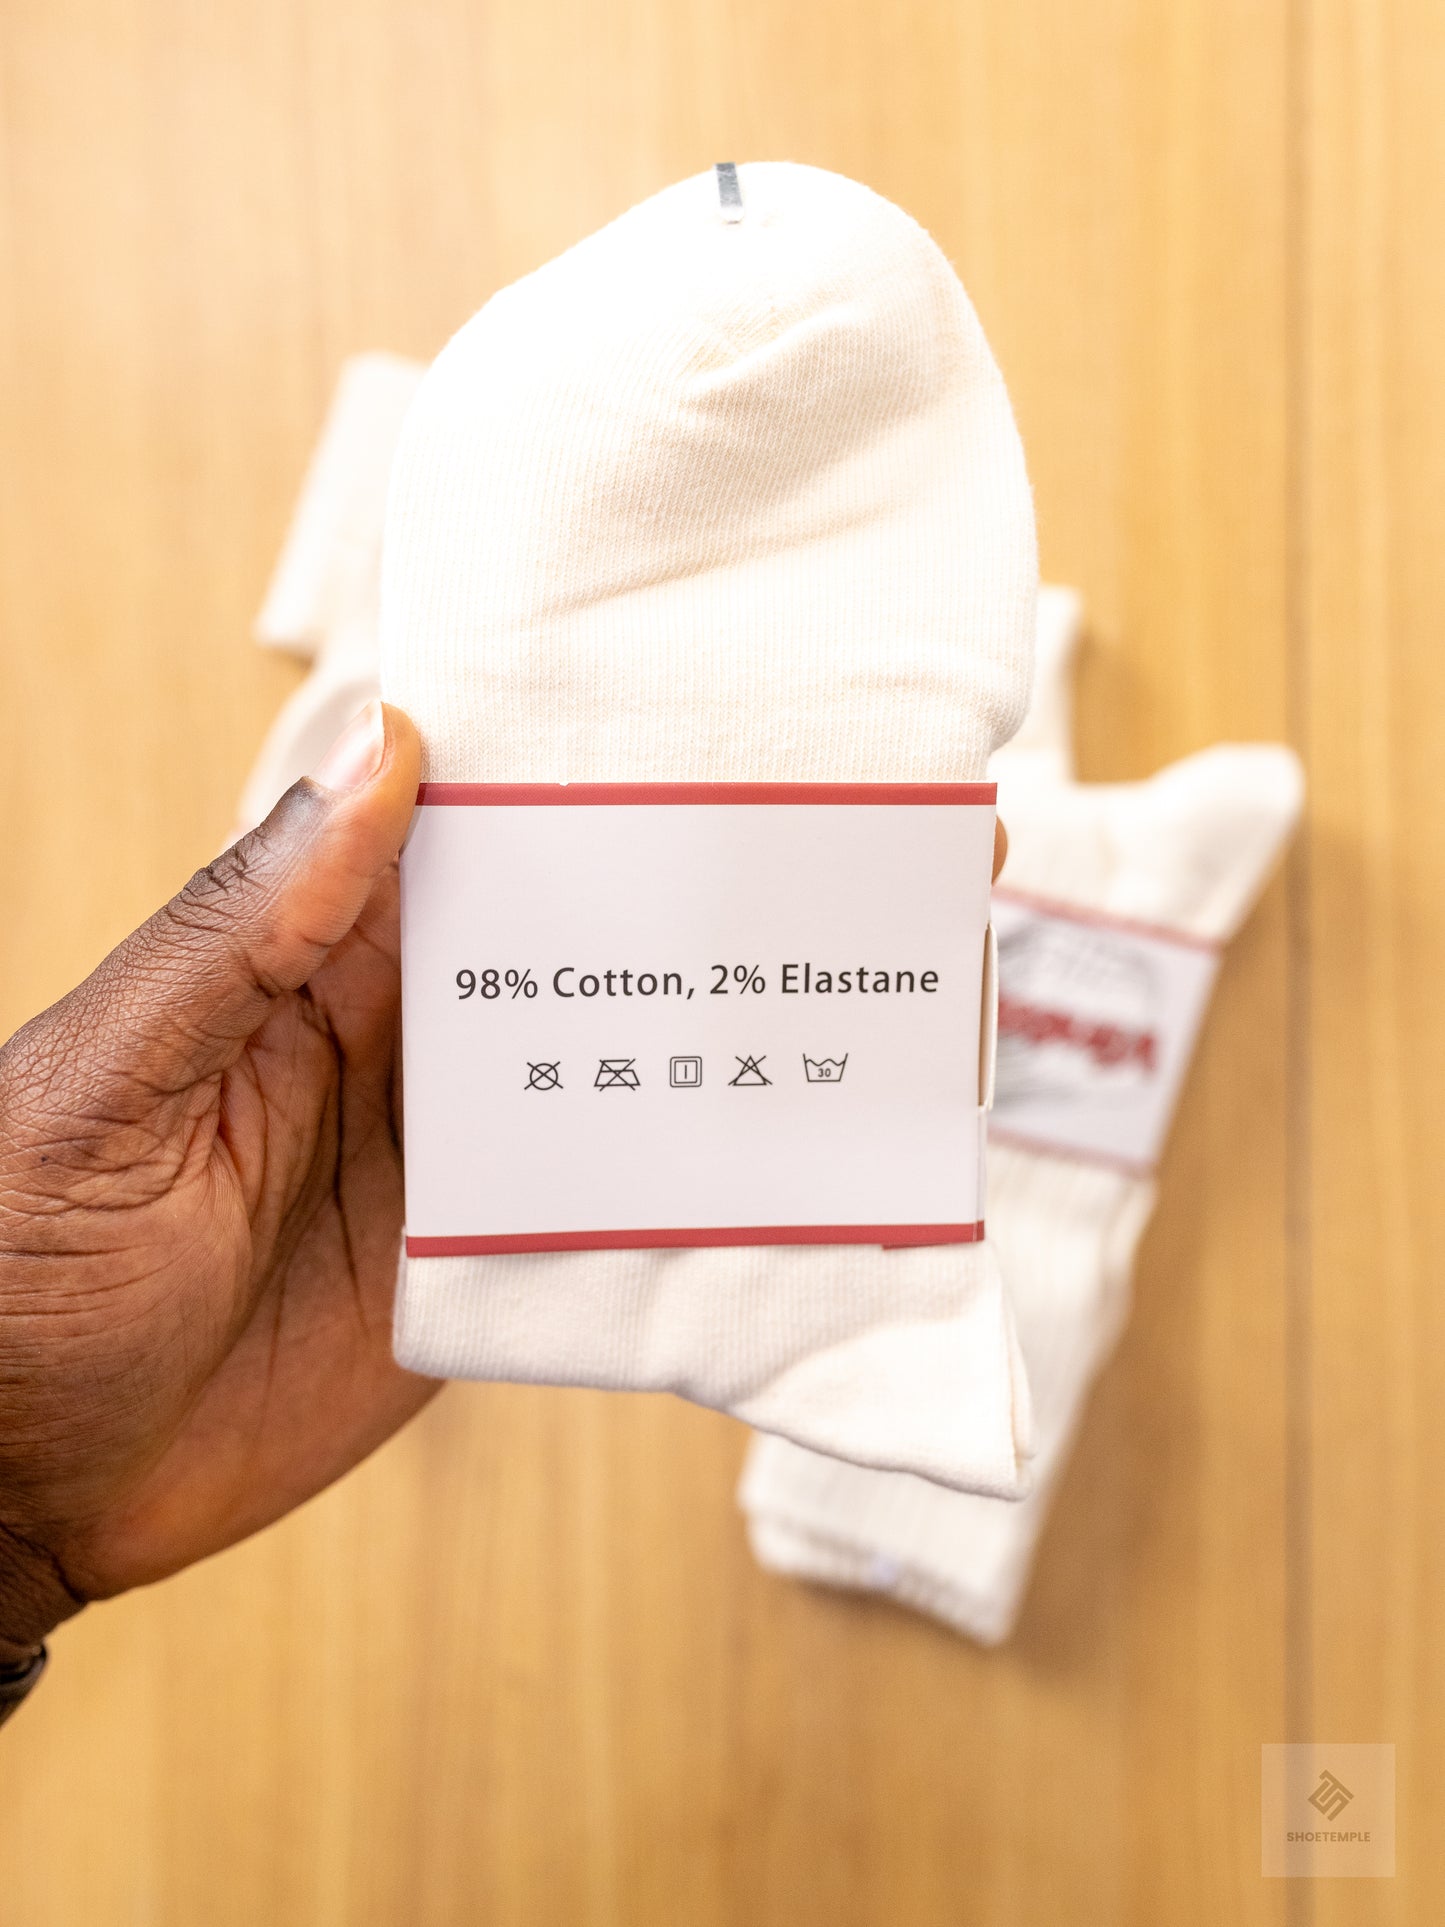 98% Cotton, 2% Elastane
30
SHOETEMPLE